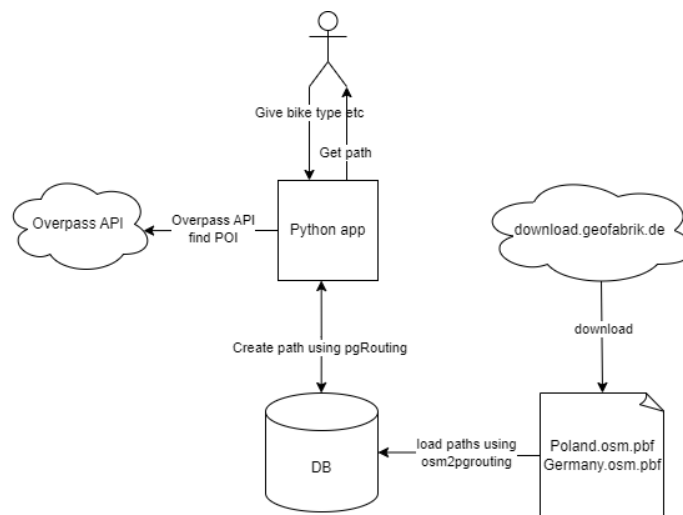 Give bike type etc
Get path
Overpass API
Overpass API
find POI
Python app
download.geofabrik.de
download
Create path using pgRouting
DB
load paths using
osm2pgrouting
Poland.osm.pbf
Germany.osm.pbf